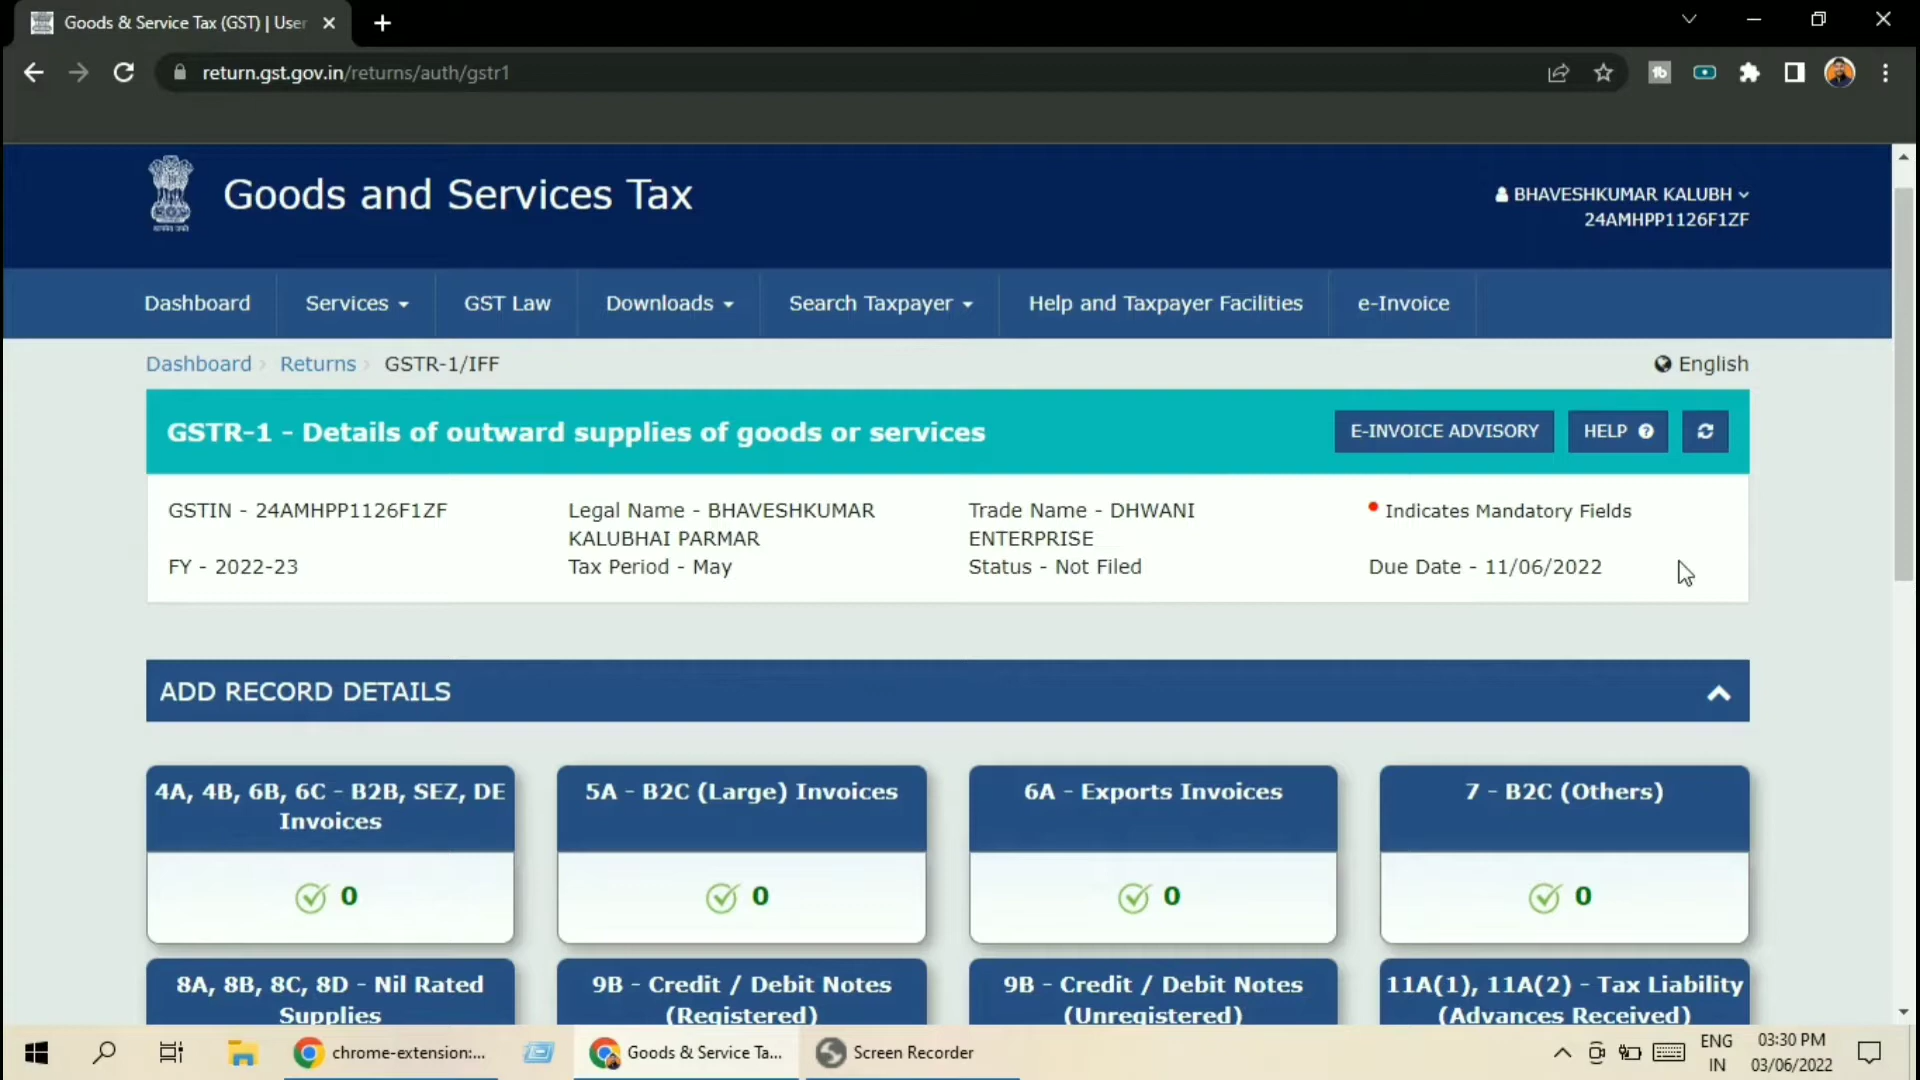 Goods & Service Tax (GST) | User
return.gst.gov.in/returns/auth/gstr1
Goods and Services Tax
BHAVESHKUMAR KALUBH
24AMHPP1126F1ZF
Dashboard Services GST Law Downloads Search Taxpayer Help and Taxpayer Facilities e-Invoice
Dashboard Returns GSTR-1/IFF English
GSTR-1 - Details of outward supplies of goods or services E-INVOICE ADVISORY HELP
GSTIN - 24AMHPP1126F1ZF Legal Name - BHAVESHKUMAR Trade Name - DHWANI • Indicates Mandatory Fields
KALUBHAI PARMAR ENTERPRISE
FY - 2022-23 Tax Period - May Status - Not Filed Due Date - 11/06/2022
ADD RECORD DETAILS
4A, 4B, 6B, 6C - B2B, SEZ, DE 5A - B2C (Large) Invoices 6A - Exports Invoices 7 - B2C (Others)
Invoices
0 0 0 0
8A, 8B, 8C, 8D - Nil Rated 9B - Credit / Debit Notes 9B - Credit / Debit Notes 11A(1), 11A(2) - Tax Liability
Supplies (Registered) (Unregistered) (Advances Received)
chrome-extension:... Goods & Service Ta... Screen Recorder ENG 03:30 PM
IN 03/06/2022